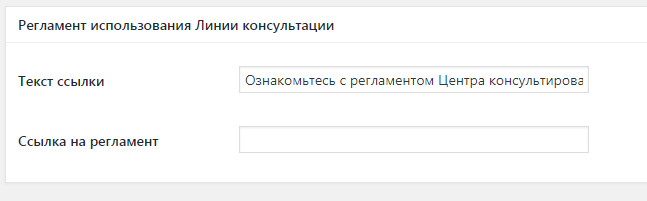 Регламент использования Линии консультации
Текст ссылки
Ознакомьтесь с регламентом Центра консультирова
Ссылка на регламент